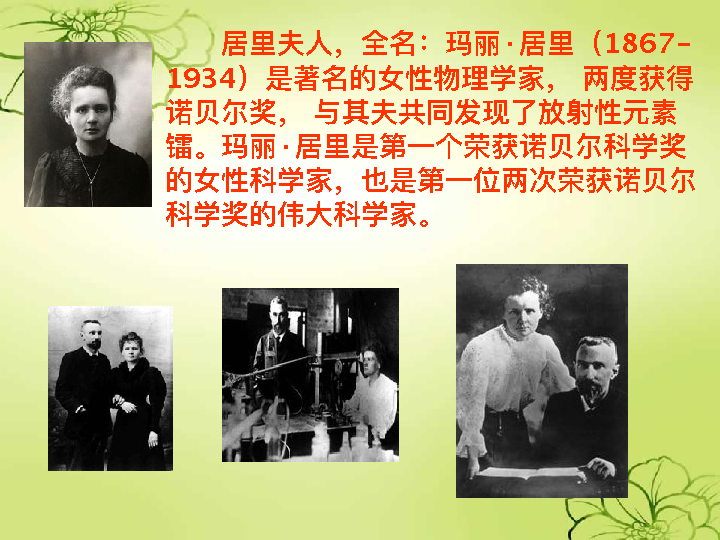 居里夫人，全名：玛丽·居里（1867-
1934）是著名的女性物理学家， 两度获得
诺贝尔奖， 与其夫共同发现了放射性元素
镭。玛丽·居里是第一个荣获诺贝尔科学奖
的女性科学家，也是第一位两次荣获诺贝尔
科学奖的伟大科学家。